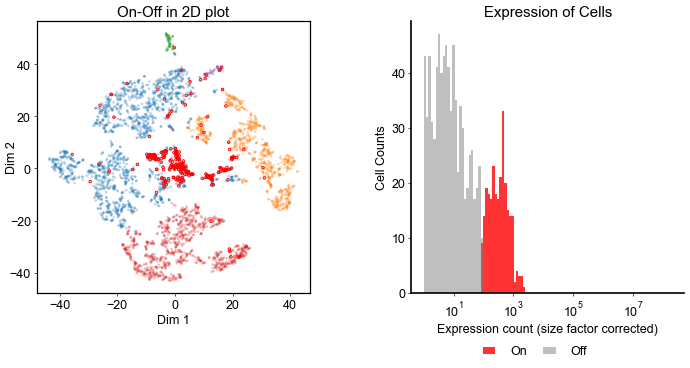 On-Off in 2D plot
40
20
0
−20
−40
Dim 2
−40 −20 0 20 40
Dim 1
Expression of Cells
40
30
20
10
0
Cell Counts
10^1 10^3 10^5 10^7
Expression count (size factor corrected)
On Off